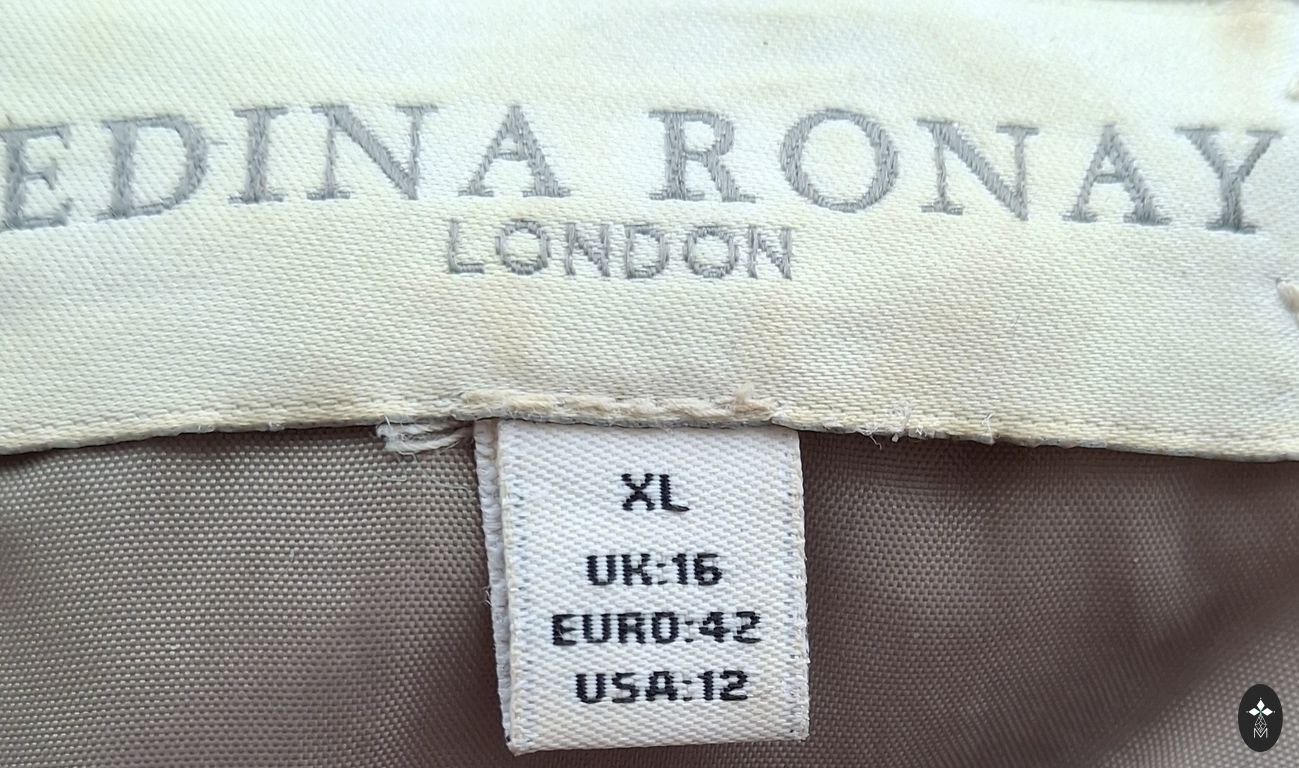 EDINA RONAY
LONDON
XL
UK:16
EURO:42
USA:12
M